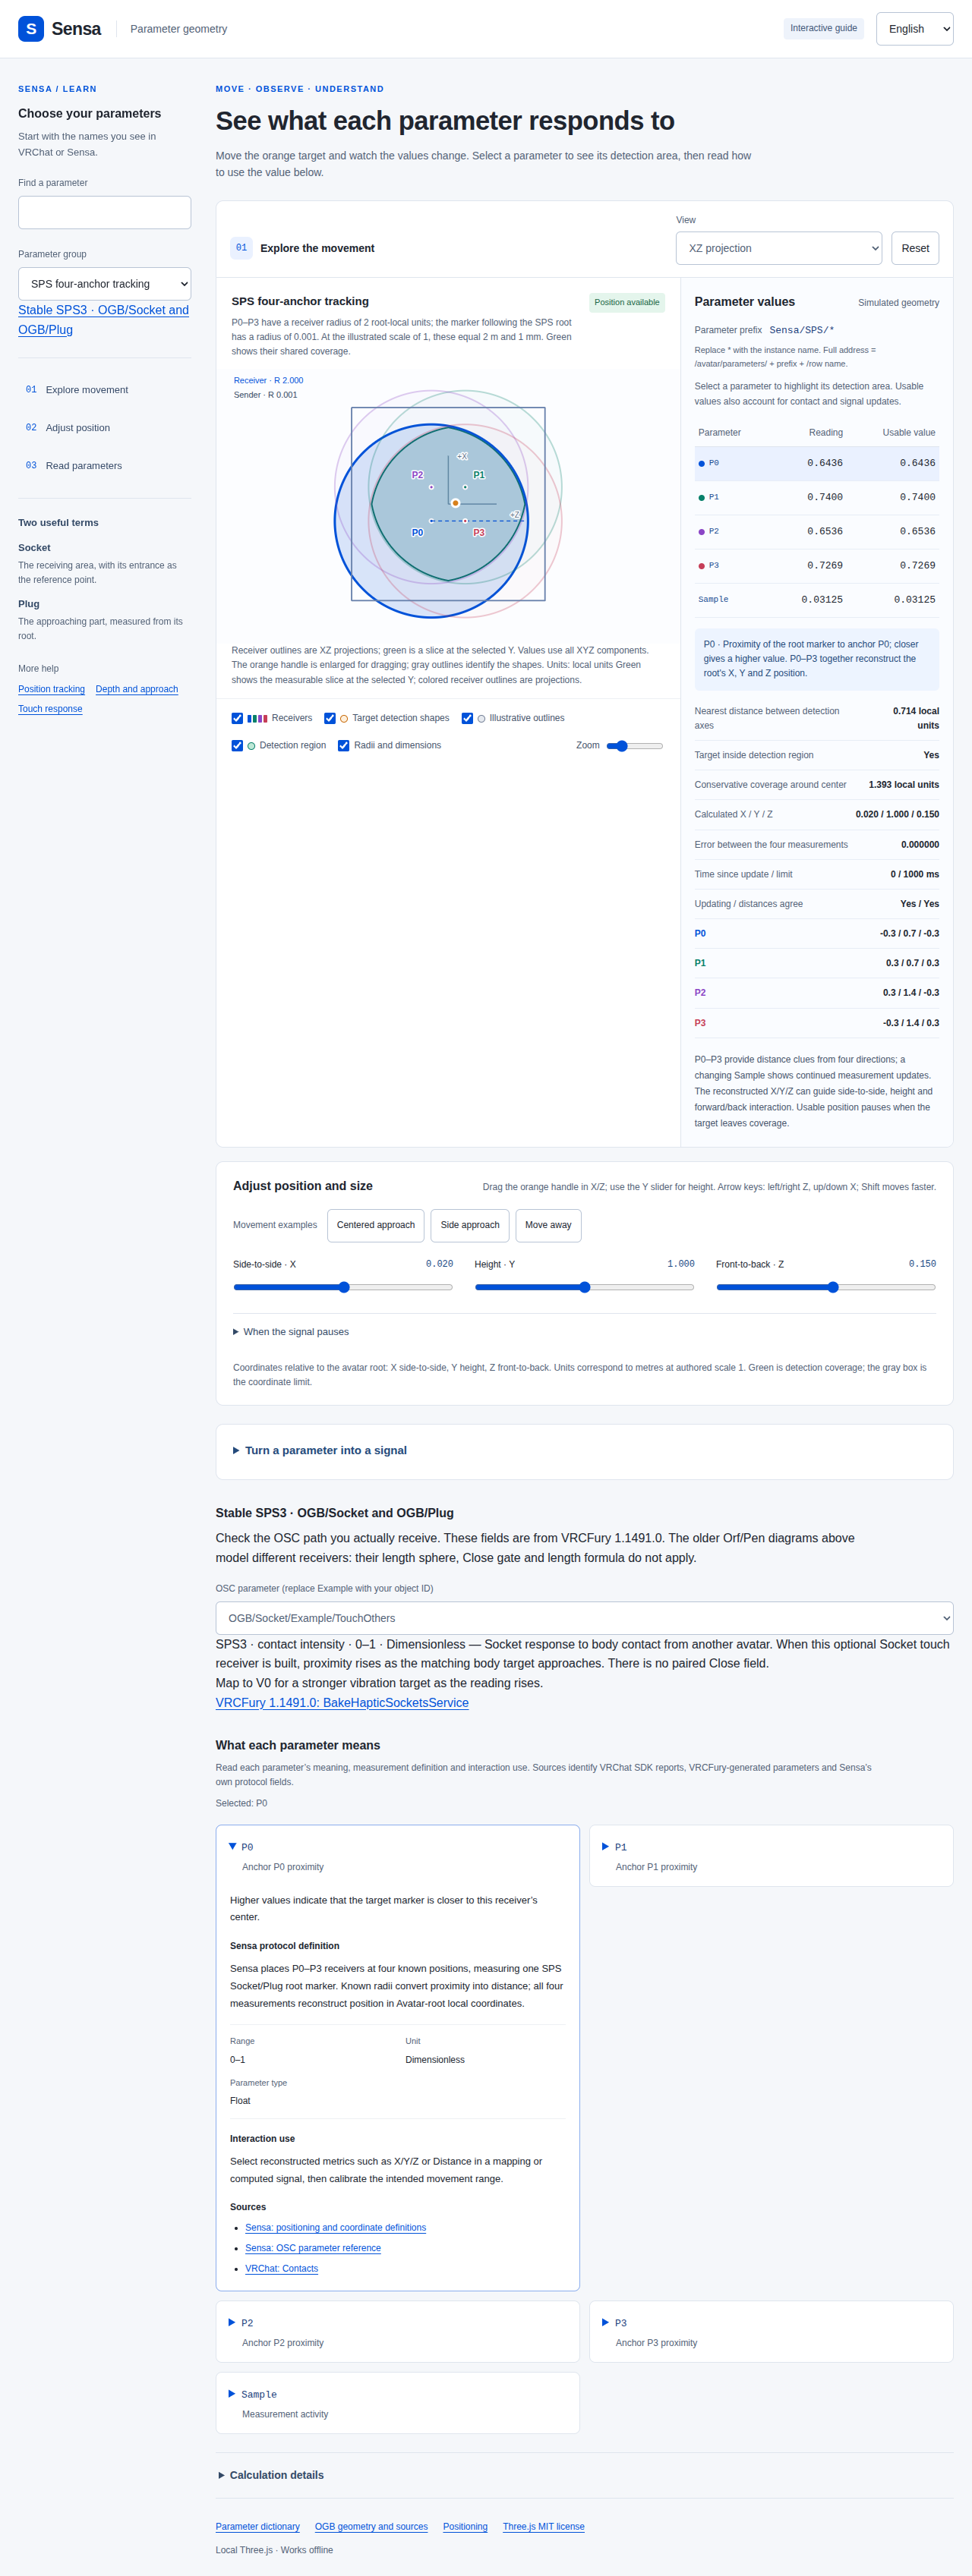 S Sensa
Parameter geometry
Interactive guide
English
SENSA / LEARN
Choose your parameters
Start with the names you see in
VRChat or Sensa.
Find a parameter
Parameter group
SPS four-anchor tracking
Stable SPS3 · OGB/Socket and
OGB/Plug
01 Explore movement
02 Adjust position
03 Read parameters
Two useful terms
Socket
The receiving area, with its entrance as
the reference point.
Plug
The approaching part, measured from its
root.
More help
Position tracking Depth and approach
Touch response
MOVE · OBSERVE · UNDERSTAND
See what each parameter responds to
Move the orange target and watch the values change. Select a parameter to see its detection area, then read how
to use the value below.
01 Explore the movement
View
XZ projection
Reset
SPS four-anchor tracking
Position available
P0–P3 have a receiver radius of 2 root-local units; the marker following the SPS root
has a radius of 0.001. At the illustrated scale of 1, these equal 2 m and 1 mm. Green
shows their shared coverage.
Receiver · R 2.000
Sender · R 0.001
+X
P2
P1
+Z
P0
P3
Receiver outlines are XZ projections; green is a slice at the selected Y. Values use all XYZ components.
The orange handle is enlarged for dragging; gray outlines identify the shapes. Units: local units Green
shows the measurable slice at the selected Y; colored receiver outlines are projections.
Receivers Target detection shapes Illustrative outlines
Detection region Radii and dimensions Zoom
Parameter values
Simulated geometry
Parameter prefix Sensa/SPS/*
Replace * with the instance name. Full address =
/avatar/parameters/ + prefix + /row name.
Select a parameter to highlight its detection area. Usable
values also account for contact and signal updates.
Parameter Reading Usable value
P0 0.6436 0.6436
P1 0.7400 0.7400
P2 0.6536 0.6536
P3 0.7269 0.7269
Sample 0.03125 0.03125
P0 · Proximity of the root marker to anchor P0; closer
gives a higher value. P0–P3 together reconstruct the
root's X, Y and Z position.
Nearest distance between detection
axes
0.714 local
units
Target inside detection region Yes
Conservative coverage around center 1.393 local units
Calculated X / Y / Z 0.020 / 1.000 / 0.150
Error between the four measurements 0.000000
Time since update / limit 0 / 1000 ms
Updating / distances agree Yes / Yes
P0 -0.3 / 0.7 / -0.3
P1 0.3 / 0.7 / 0.3
P2 0.3 / 1.4 / -0.3
P3 -0.3 / 1.4 / 0.3
P0–P3 provide distance clues from four directions; a
changing Sample shows continued measurement updates.
The reconstructed X/Y/Z can guide side-to-side, height and
forward/back interaction. Usable position pauses when the
target leaves coverage.
Adjust position and size
Drag the orange handle in X/Z; use the Y slider for height. Arrow keys: left/right Z, up/down X; Shift moves faster.
Movement examples Centered approach Side approach Move away
Side-to-side · X 0.020
Height · Y 1.000
Front-to-back · Z 0.150
When the signal pauses
Coordinates relative to the avatar root: X side-to-side, Y height, Z front-to-back. Units correspond to metres at authored scale 1. Green is detection coverage; the gray box is
the coordinate limit.
Turn a parameter into a signal
Stable SPS3 · OGB/Socket and OGB/Plug
Check the OSC path you actually receive. These fields are from VRCFury 1.1491.0. The older Orf/Pen diagrams above
model different receivers: their length sphere, Close gate and length formula do not apply.
OSC parameter (replace Example with your object ID)
OGB/Socket/Example/TouchOthers
SPS3 · contact intensity · 0–1 · Dimensionless — Socket response to body contact from another avatar. When this optional Socket touch
receiver is built, proximity rises as the matching body target approaches. There is no paired Close field.
Map to V0 for a stronger vibration target as the reading rises.
VRCFury 1.1491.0: BakeHapticSocketsService
What each parameter means
Read each parameter's meaning, measurement definition and interaction use. Sources identify VRChat SDK reports, VRCFury-generated parameters and Sensa's
own protocol fields.
Selected: P0
P0
Anchor P0 proximity
Higher values indicate that the target marker is closer to this receiver's
center.
Sensa protocol definition
Sensa places P0–P3 receivers at four known positions, measuring one SPS
Socket/Plug root marker. Known radii convert proximity into distance; all four
measurements reconstruct position in Avatar-root local coordinates.
Range Unit
0–1 Dimensionless
Parameter type
Float
Interaction use
Select reconstructed metrics such as X/Y/Z or Distance in a mapping or
computed signal, then calibrate the intended movement range.
Sources
Sensa: positioning and coordinate definitions
Sensa: OSC parameter reference
VRChat: Contacts
P1
Anchor P1 proximity
P2
Anchor P2 proximity
P3
Anchor P3 proximity
Sample
Measurement activity
Calculation details
Parameter dictionary OGB geometry and sources Positioning Three.js MIT license
Local Three.js · Works offline